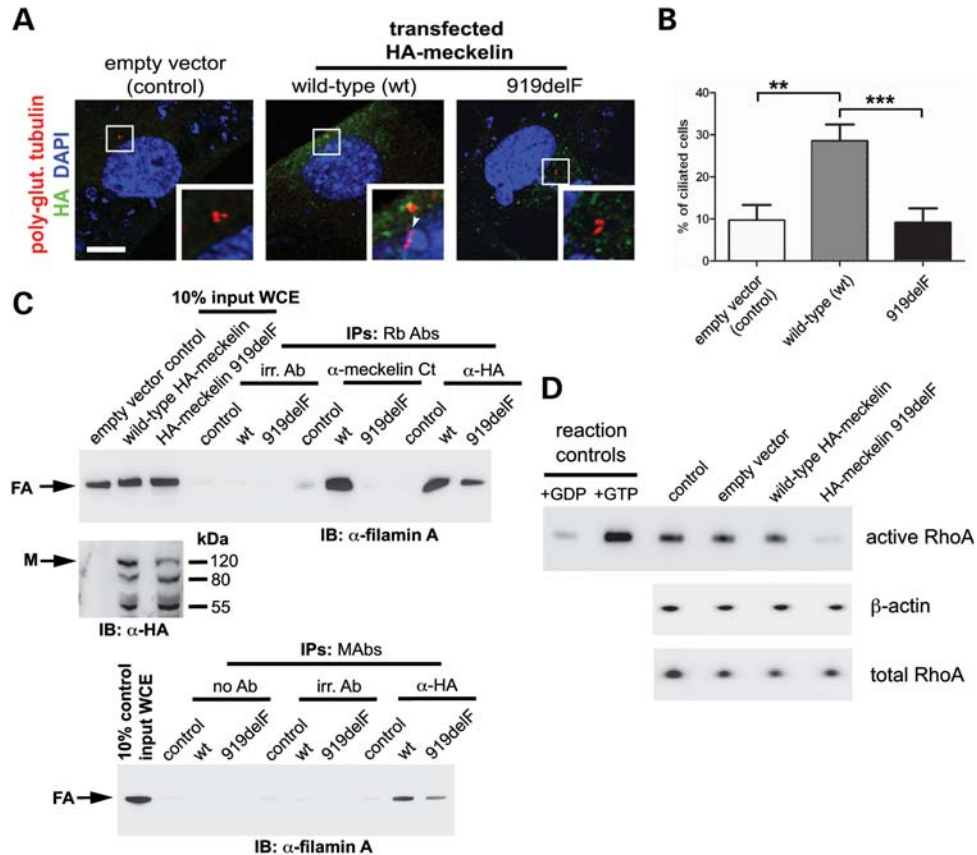 A
transfected
HA-meckelin
empty vector
(control)
wild-type (wt)
919delF
poly-glut. tubulin
HA DAPI
B
% of ciliated cells
40
30
20
10
0
**
***
empty vector
(control)
wild-type (wt)
919delF
C
10% input WCE
IPs: Rb Abs
irr. Ab
α-meckelin Ct
α-HA
empty vector control
wild-type HA-meckelin
HA-meckelin 919delF
control
wt
919delF
control
wt
919delF
control
wt
919delF
FA
IB: α-filamin A
kDa
M
120
80
55
IB: α-HA
IPs: MAbs
10% control
input WCE
no Ab
irr. Ab
α-HA
control
wt
919delF
control
wt
919delF
control
wt
919delF
FA
IB: α-filamin A
D
reaction
controls
+GDP +GTP
control
empty vector
wild-type HA-meckelin
HA-meckelin 919delF
active RhoA
β-actin
total RhoA